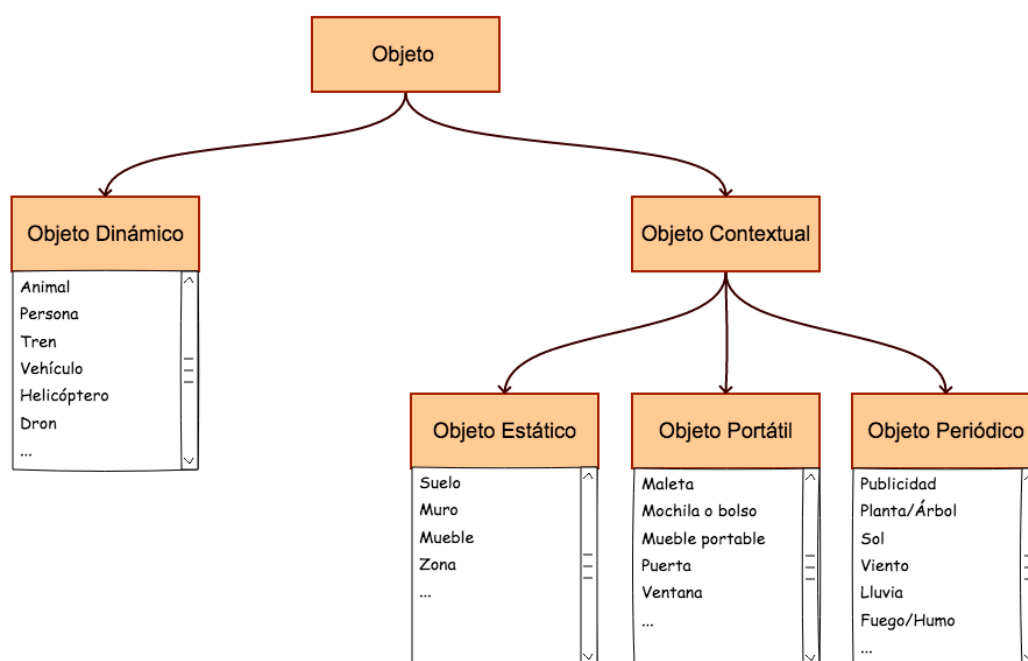 Objeto
Objeto Dinámico
Animal
Persona
Tren
Vehículo
Helicóptero
Dron
...
Objeto Contextual
Objeto Estático
Suelo
Muro
Mueble
Zona
...
Objeto Portátil
Maleta
Mochila o bolso
Mueble portable
Puerta
Ventana
...
Objeto Periódico
Publicidad
Planta/Árbol
Sol
Viento
Lluvia
Fuego/Humo
...